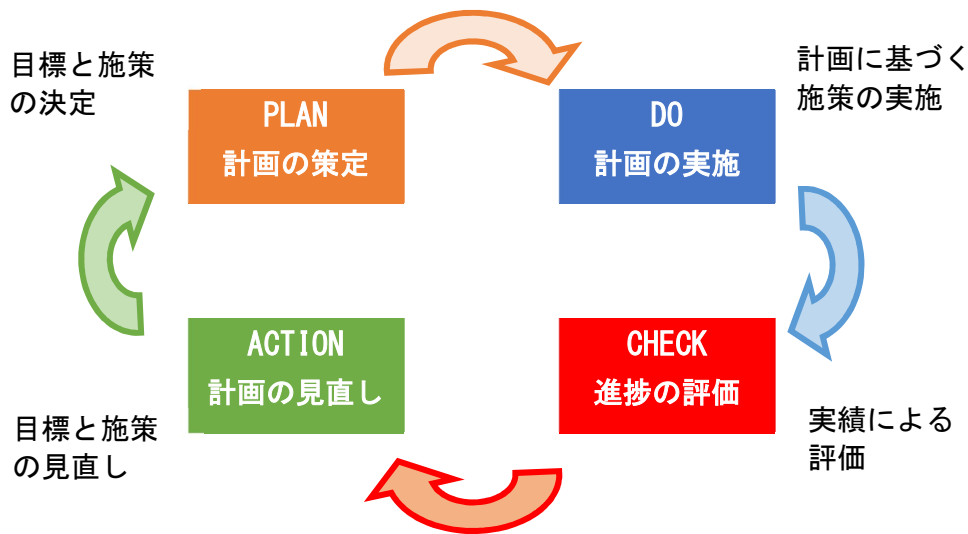 目標と施策
の決定
PLAN
計画の策定
DO
計画の実施
計画に基づく
施策の実施
ACTION
計画の見直し
CHECK
進捗の評価
目標と施策
の見直し
実績による
評価